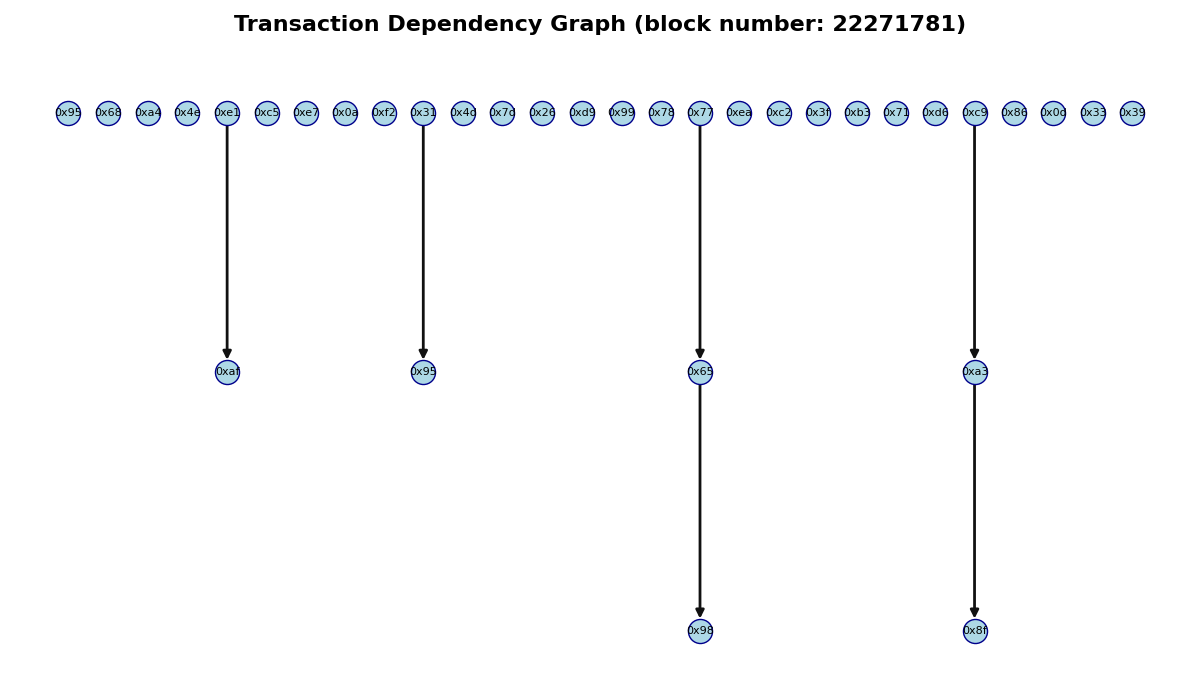 Transaction Dependency Graph (block number: 22271781)
0x95 0x68 0xa4 0x4e 0xe1 0xc5 0xe7 0x0a 0xf2 0x31 0x4d 0x7d 0x26 0xd9 0x99 0x78 0x77 0xea 0xc2 0x3f 0xb3 0x71 0xd6 0xc9 0x86 0x0d 0x33 0x39
0xaf 0x95 0x65 0xa3
0x98 0x8f